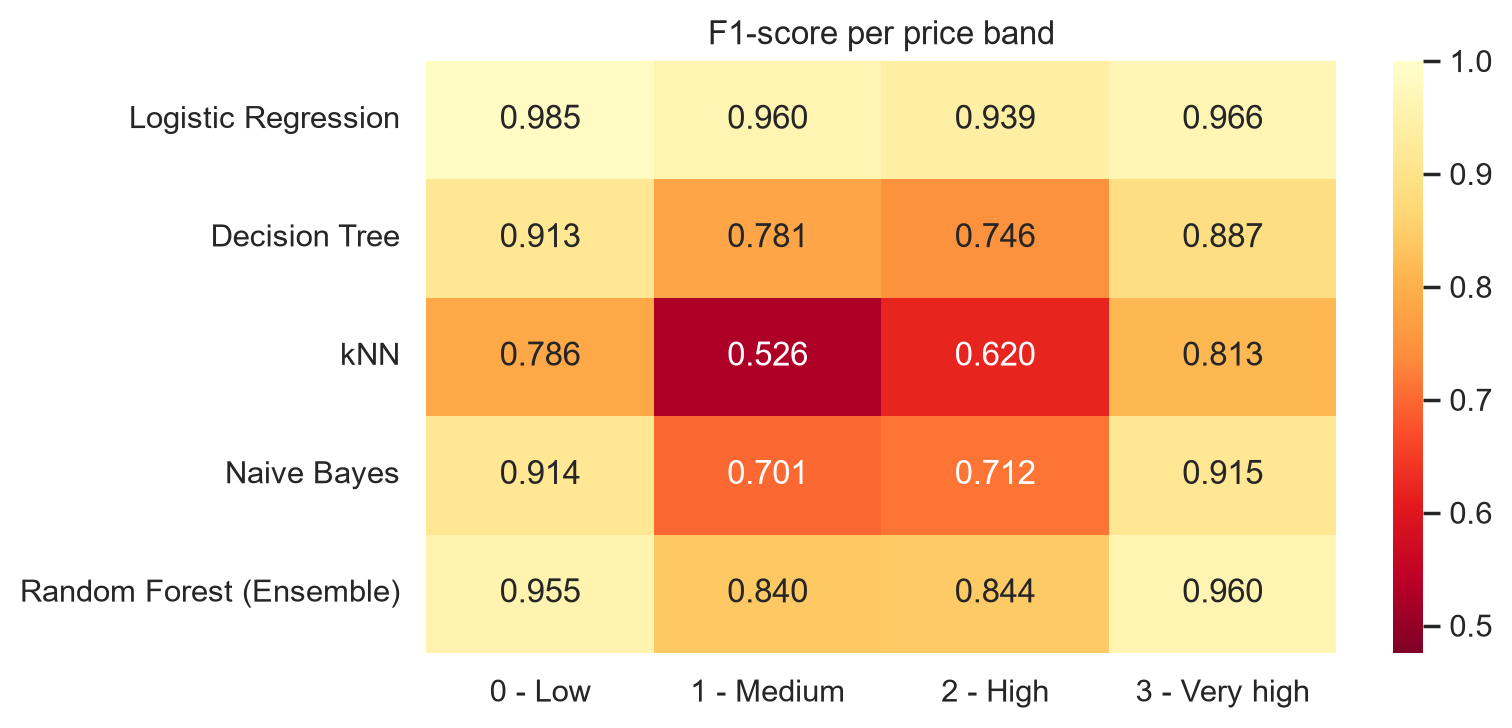 F1-score per price band
Logistic Regression 0.985 0.960 0.939 0.966
Decision Tree 0.913 0.781 0.746 0.887
kNN 0.786 0.526 0.620 0.813
Naive Bayes 0.914 0.701 0.712 0.915
Random Forest (Ensemble) 0.955 0.840 0.844 0.960
0 - Low 1 - Medium 2 - High 3 - Very high
1.0
0.9
0.8
0.7
0.6
0.5